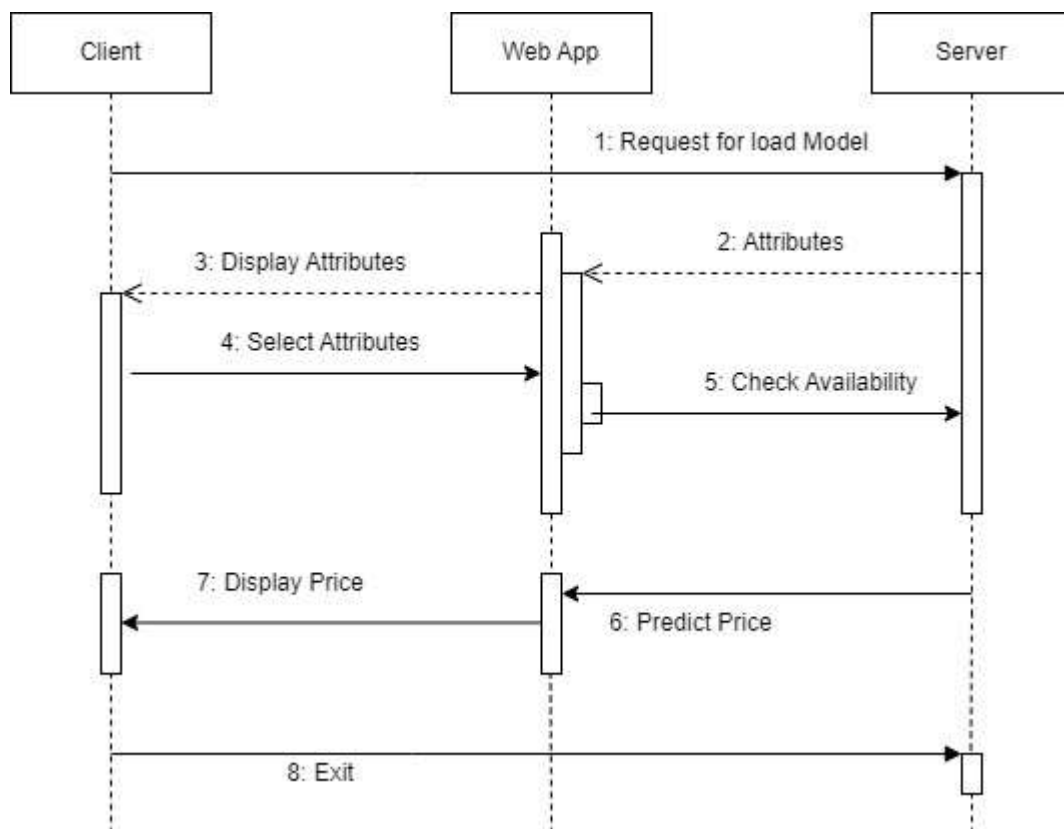 Client
Web App
Server
1: Request for load Model
2: Attributes
3: Display Attributes
4: Select Attributes
5: Check Availability
7: Display Price
6: Predict Price
8: Exit